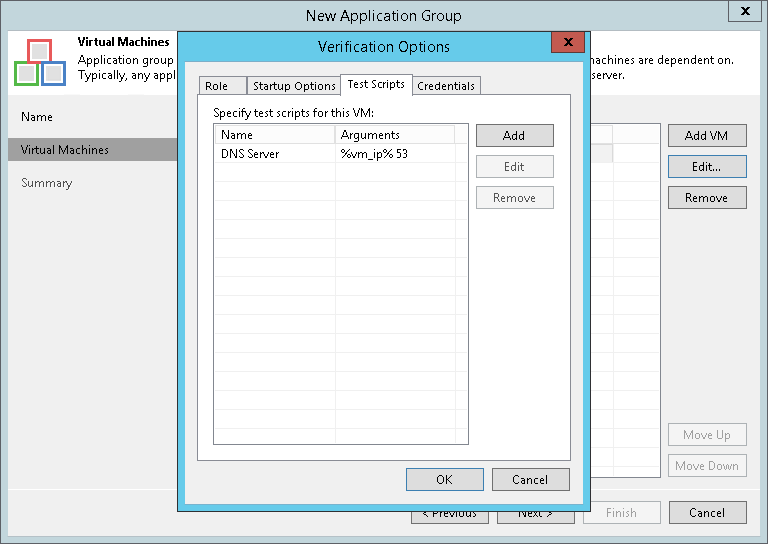 New Application Group
x
Virtual Machines
Application group
machines are dependent on.
Typically, any appl
server.
Verification Options
x
Role
Startup Options
Test Scripts
Credentials
Specify test scripts for this VM:
Name
Arguments
DNS Server
%vm_ip% 53
Add
Edit
Remove
OK
Cancel
Name
Virtual Machines
Summary
Add VM
Edit...
Remove
Move Up
Move Down
< Previous
Next >
Finish
Cancel